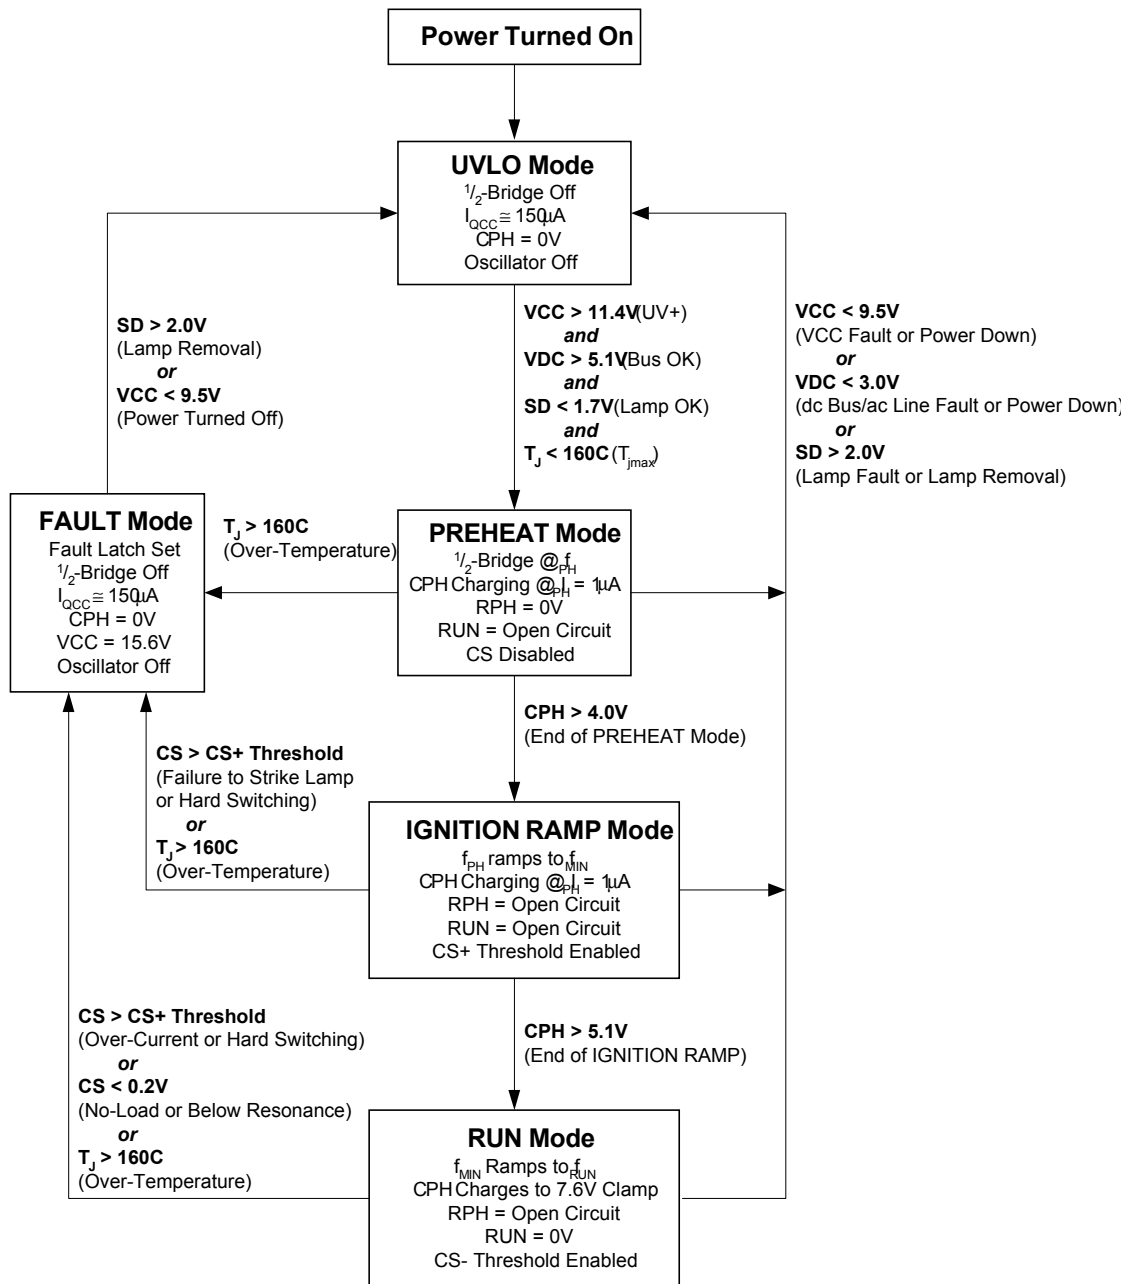 Power Turned On
UVLO Mode
1/2-Bridge Off
IQCC ≅ 150µA
CPH = 0V
Oscillator Off
SD > 2.0V
(Lamp Removal)
or
VCC < 9.5V
(Power Turned Off)
VCC > 11.4V (UV+)
and
VDC > 5.1V (Bus OK)
and
SD < 1.7V (Lamp OK)
and
TJ < 160C (Tjmax)
VCC < 9.5V
(VCC Fault or Power Down)
or
VDC < 3.0V
(dc Bus/ac Line Fault or Power Down)
or
SD > 2.0V
(Lamp Fault or Lamp Removal)
FAULT Mode
Fault Latch Set
1/2-Bridge Off
IQCC ≅ 150µA
CPH = 0V
VCC = 15.6V
Oscillator Off
TJ > 160C
(Over-Temperature)
PREHEAT Mode
1/2-Bridge @ fPH
CPH Charging @ IPH = 1µA
RPH = 0V
RUN = Open Circuit
CS Disabled
CPH > 4.0V
(End of PREHEAT Mode)
CS > CS+ Threshold
(Failure to Strike Lamp
or Hard Switching)
or
TJ > 160C
(Over-Temperature)
IGNITION RAMP Mode
fPH ramps to fMIN
CPH Charging @ IPH = 1µA
RPH = Open Circuit
RUN = Open Circuit
CS+ Threshold Enabled
CS > CS+ Threshold
(Over-Current or Hard Switching)
or
CS < 0.2V
(No-Load or Below Resonance)
or
TJ > 160C
(Over-Temperature)
CPH > 5.1V
(End of IGNITION RAMP)
RUN Mode
fMIN Ramps to fRUN
CPH Charges to 7.6V Clamp
RPH = Open Circuit
RUN = 0V
CS- Threshold Enabled